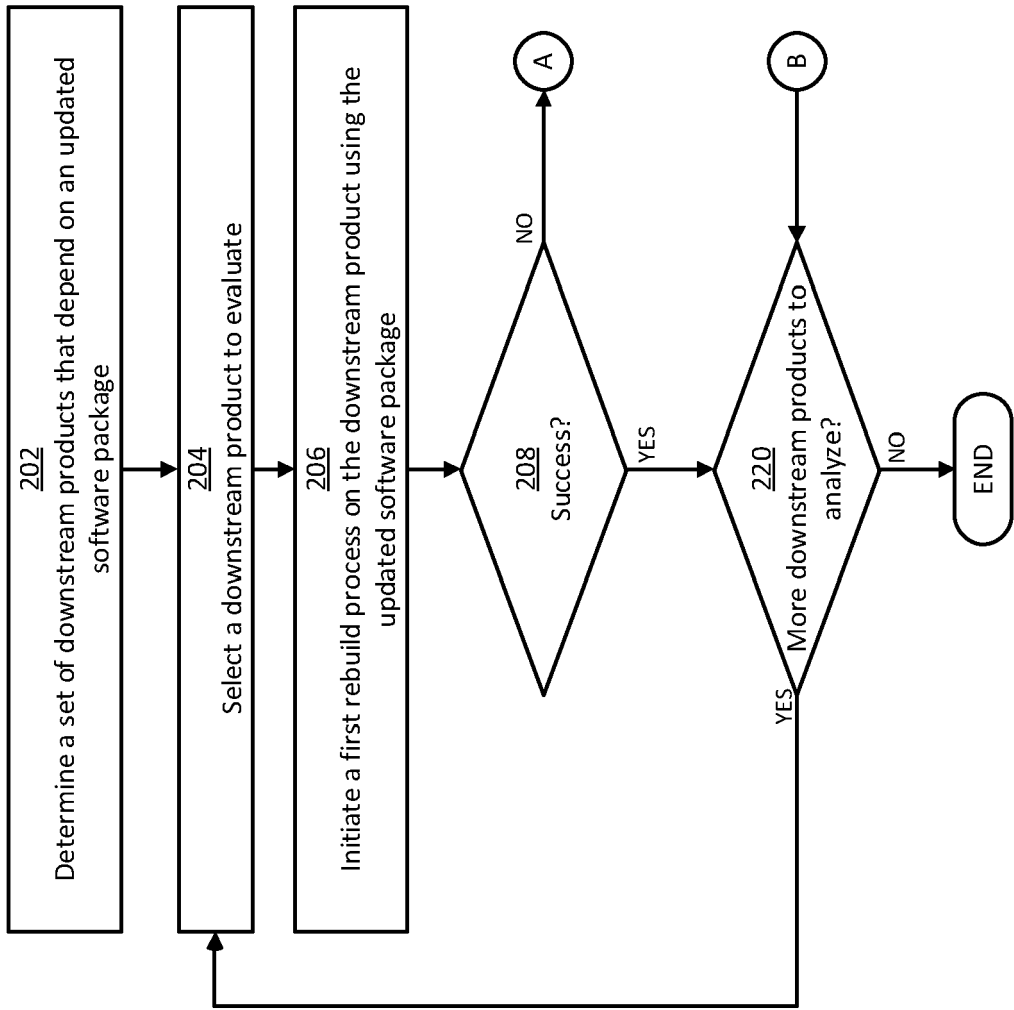 202
Determine a set of downstream products that depend on an updated
software package
204
Select a downstream product to evaluate
206
Initiate a first rebuild process on the downstream product using the
updated software package
208
Success?
NO
A
YES
220
More downstream products to
analyze?
B
YES
NO
END